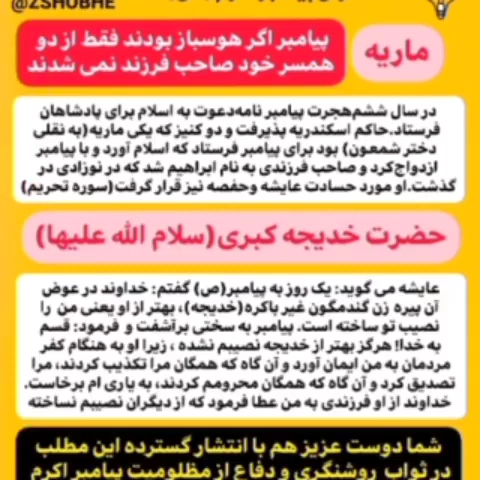 @ZSHOBHE
پیامبر اگر هوسباز بودند فقط از دو
همسر خود صاحب فرزند نمی شدند
ماریه
در سال ششم‌هجرت پیامبر نامه‌دعوت به اسلام برای پادشاهان
فرستاد.حاکم اسکندریه پذیرفت و دو کنیز که یکی ماریه(به نقلی
دختر شمعون) بود برای پیامبر فرستاد که اسلام آورد و با پیامبر
ازدواج‌کرد و صاحب فرزندی به نام ابراهیم شد که در نوزادی در
گذشت.او مورد حسادت عایشه وحفصه نیز قرار گرفت(سوره تحریم)
حضرت خدیجه کبری(سلام الله علیها)
عایشه می گوید: یک روز به پیامبر(ص) گفتم: خداوند در عوض
آن پیره زن گندمگون غیر باکره(خدیجه)، بهتر از او یعنی من را
نصیب تو ساخته است. پیامبر به سختی برآشفت و فرمود: قسم
به خدا! هرگز بهتر از خدیجه نصیبم نشده ، زیرا او به هنگام کفر
مردمان به من ایمان آورد و آن گاه که همگان مرا تکذیب کردند، مرا
تصدیق کرد و آن گاه که همگان محرومم کردند، به یاری ام برخاست.
خداوند از او فرزندی به من عطا فرمود که از دیگران نصیبم نساخته
شما دوست عزیز هم با انتشار گسترده این مطلب
در ثواب روشنگری و دفاع از مظلومیت پیامبر اکرم